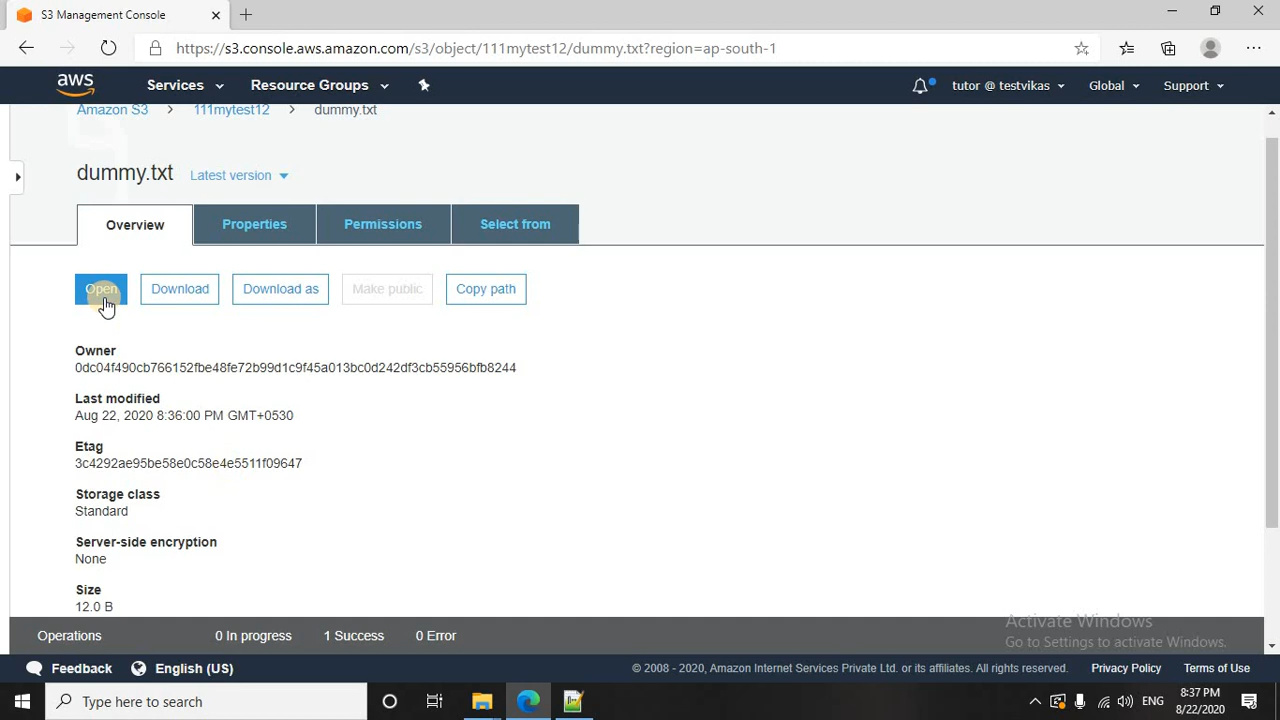 S3 Management Console
https://s3.console.aws.amazon.com/s3/object/111mytest12/dummy.txt?region=ap-south-1
aws Services Resource Groups tutor @ testvikas Global Support
Amazon S3 111mytest12 dummy.txt
dummy.txt Latest version
Overview Properties Permissions Select from
Open Download Download as Make public Copy path
Owner
0dc04f490cb766152fbe48fe72b99d1c9f45a013bc0d242df3cb55956bfb8244
Last modified
Aug 22, 2020 8:36:00 PM GMT+0530
Etag
3c4292ae95be58e0c58e4e5511f09647
Storage class
Standard
Server-side encryption
None
Size
12.0 B
Activate Windows
Go to Settings to activate Windows.
Operations 0 In progress 1 Success 0 Error
Feedback English (US) © 2008 - 2020, Amazon Internet Services Private Ltd. or its affiliates. All rights reserved. Privacy Policy Terms of Use
Type here to search ENG 8:37 PM
8/22/2020